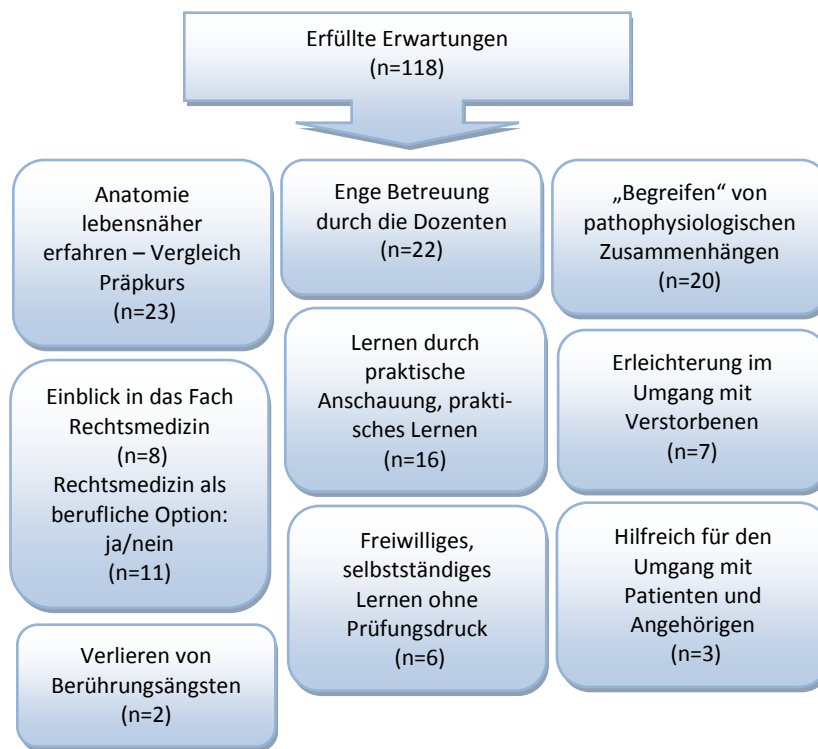 Erfüllte Erwartungen
(n=118)
Anatomie
lebensnäher
erfahren – Vergleich
Präpkurs
(n=23)
Enge Betreuung
durch die Dozenten
(n=22)
„Begreifen“ von
pathophysiologischen
Zusammenhängen
(n=20)
Einblick in das Fach
Rechtsmedizin
(n=8)
Rechtsmedizin als
berufliche Option:
ja/nein
(n=11)
Lernen durch
praktische
Anschauung, prakti-
sches Lernen
(n=16)
Erleichterung im
Umgang mit
Verstorbenen
(n=7)
Verlieren von
Berührungsängsten
(n=2)
Freiwilliges,
selbstständiges
Lernen ohne
Prüfungsdruck
(n=6)
Hilfreich für den
Umgang mit
Patienten und
Angehörigen
(n=3)